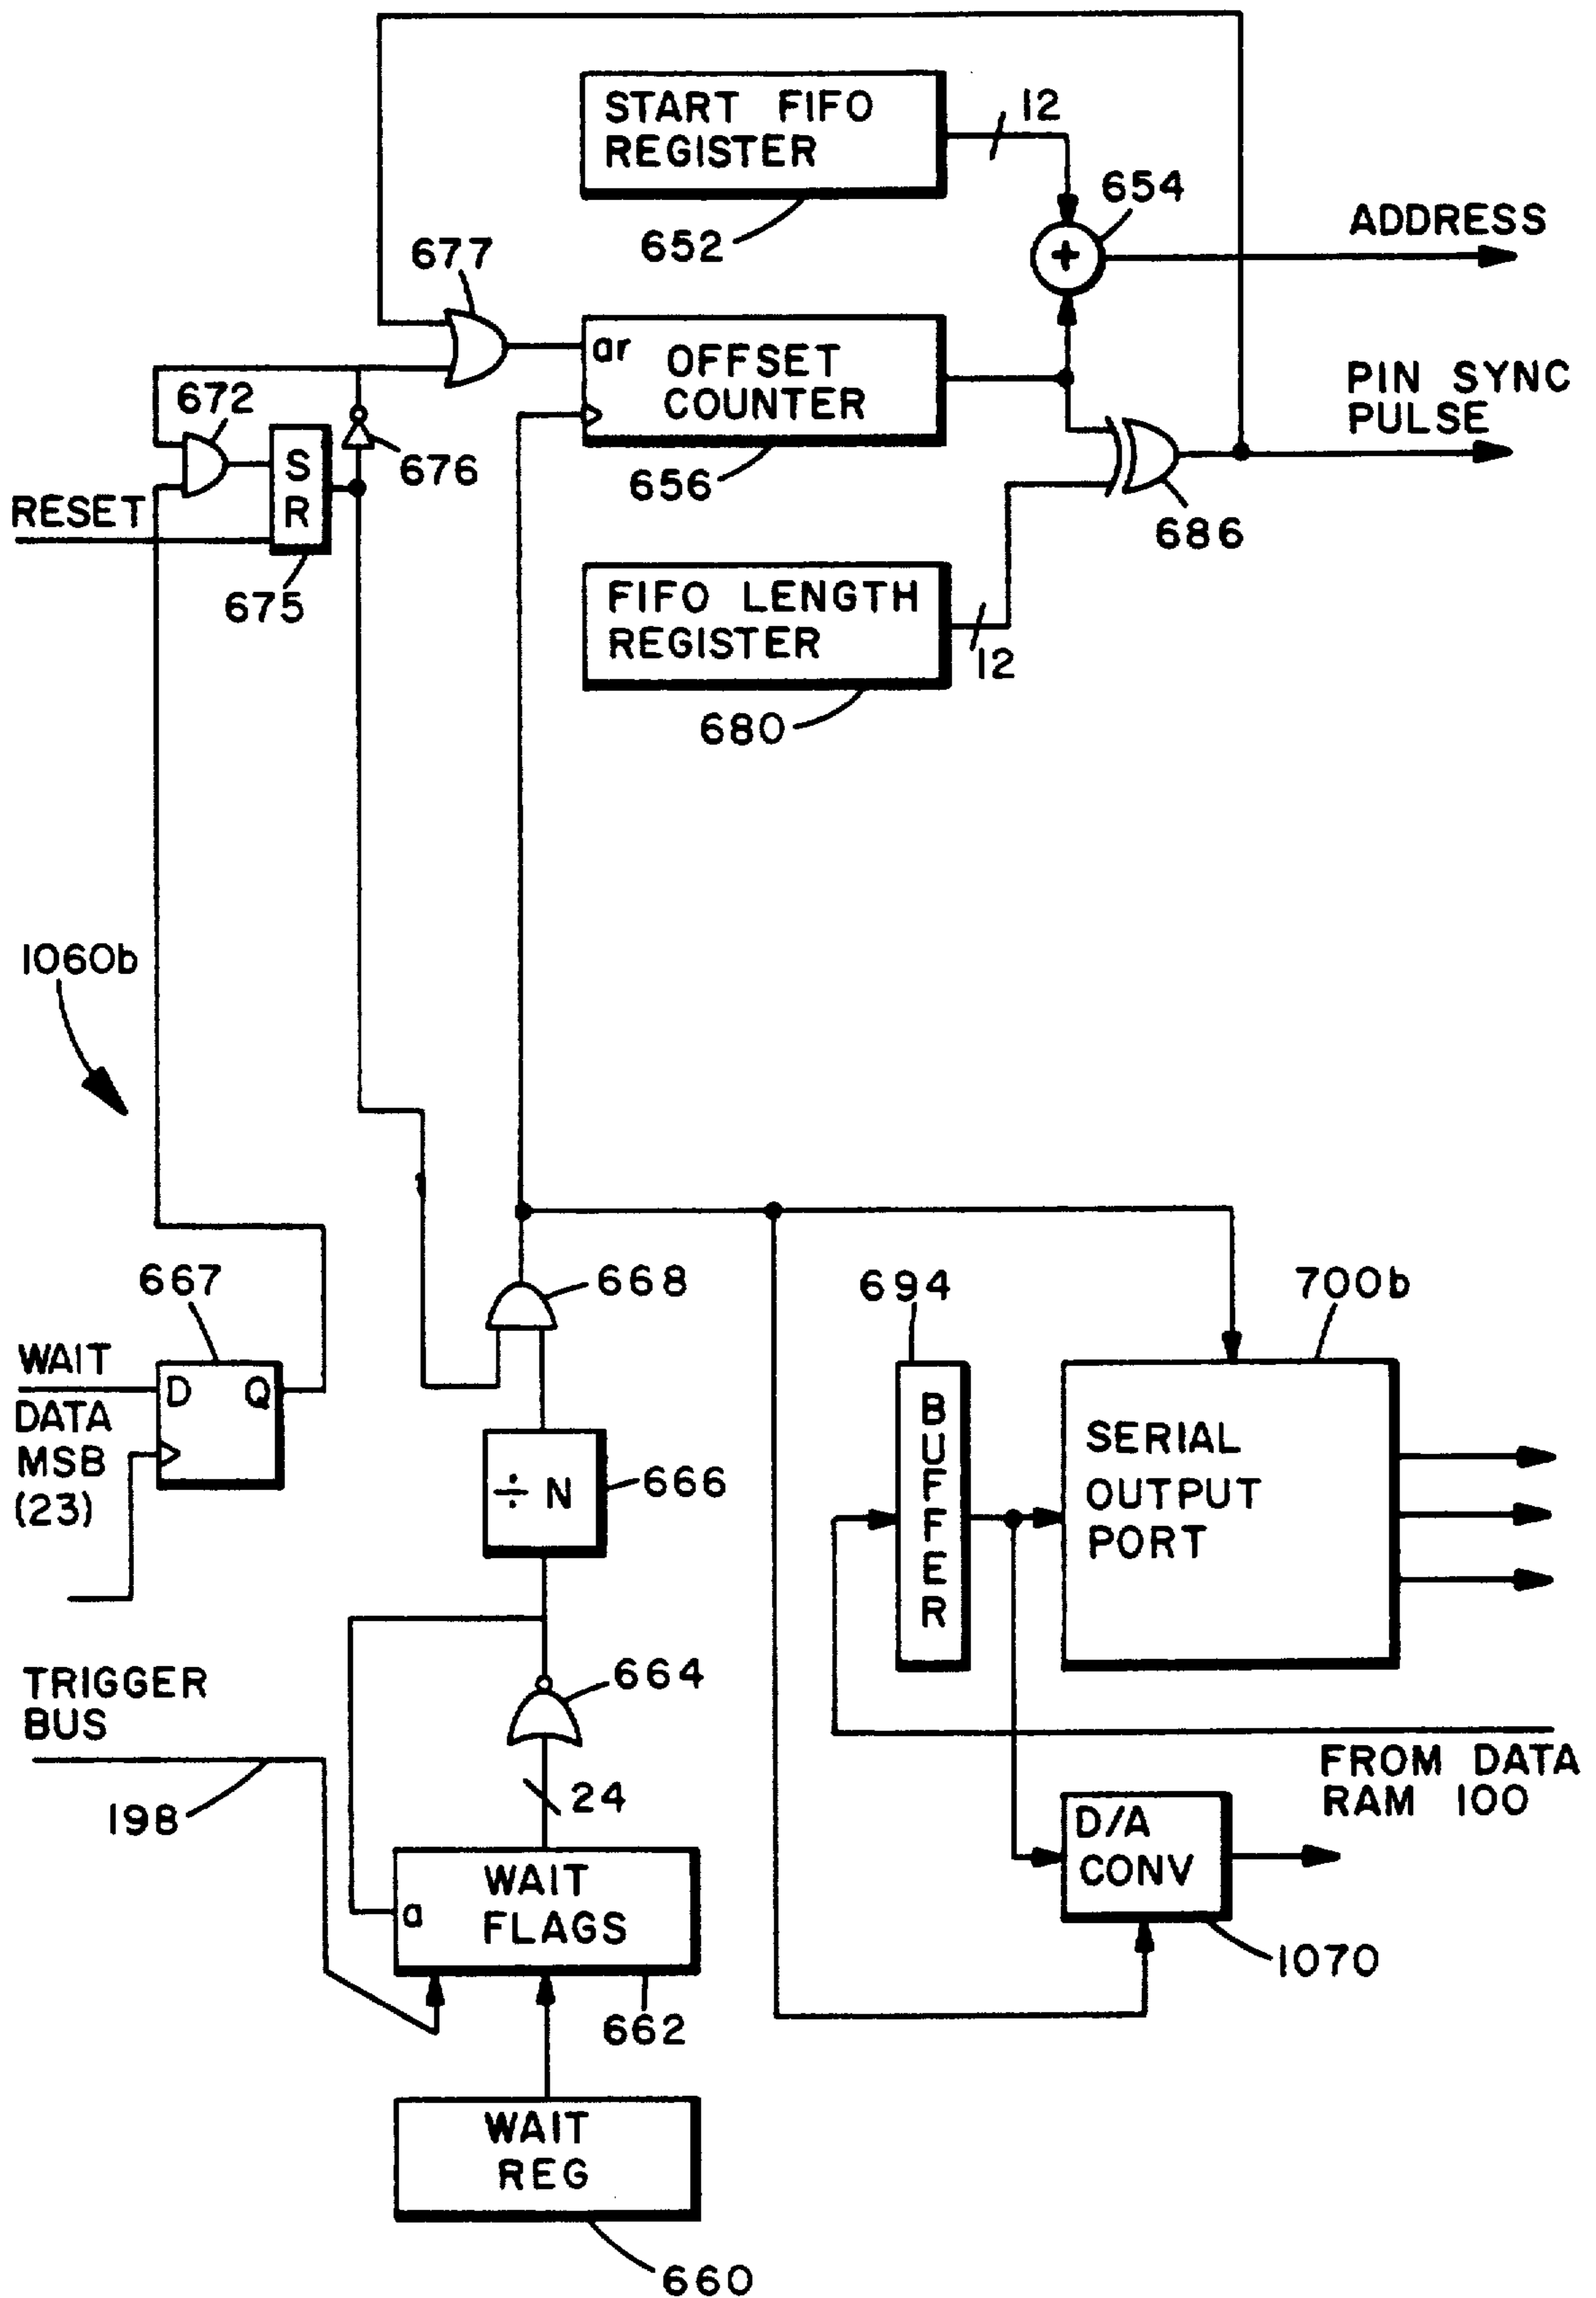 START FIFO
REGISTER
12
654
652
ADDRESS
677
ar
OFFSET
COUNTER
PIN SYNC
PULSE
672
S
R
676
656
686
RESET
675
FIFO LENGTH
REGISTER
12
680
1060b
667
668
694
700b
WAIT
D Q
DATA
MSB
(23)
÷ N
666
BUFFER
SERIAL
OUTPUT
PORT
TRIGGER
BUS
664
24
198
FROM DATA
RAM 100
D/A
CONV
WAIT
FLAGS
a
1070
662
WAIT
REG
660
+